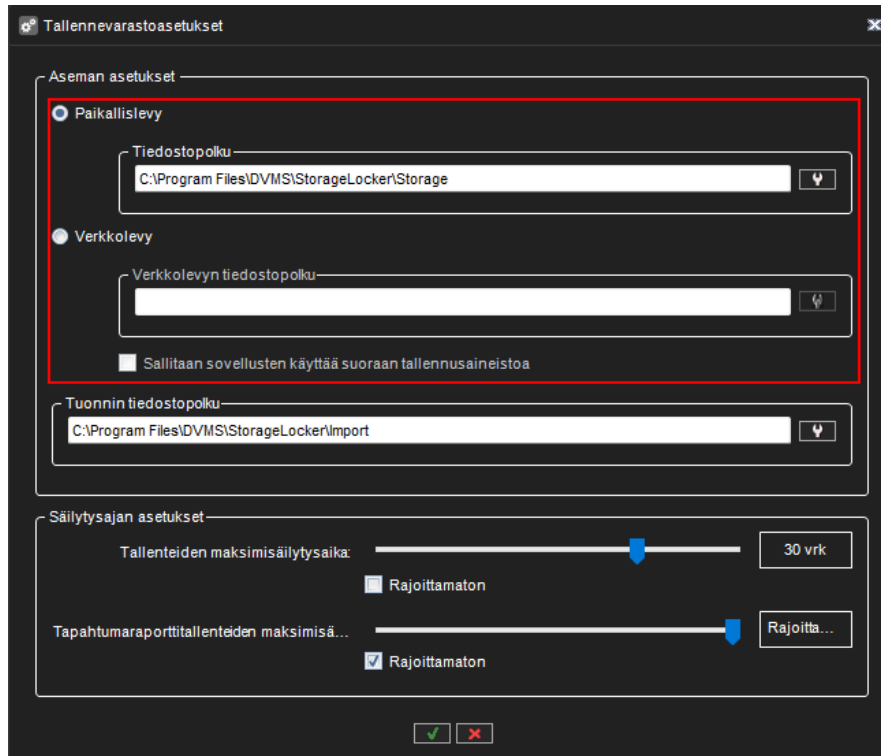 Tallennevarastoasetukset
Aseman asetukset
Paikallislevy
Tiedostopolku
C:\Program Files\DVMS\StorageLocker\Storage
Verkkolevy
Verkkolevyn tiedostopolku
Sallitaan sovellusten käyttää suoraan tallennusaineistoa
Tuonnin tiedostopolku
C:\Program Files\DVMS\StorageLocker\Import
Säilytysajan asetukset
Tallenteiden maksimisäilytysaika: 30 vrk
Rajoittamaton
Tapahtumaraporttitallenteiden maksimisä... Rajoitta...
Rajoittamaton